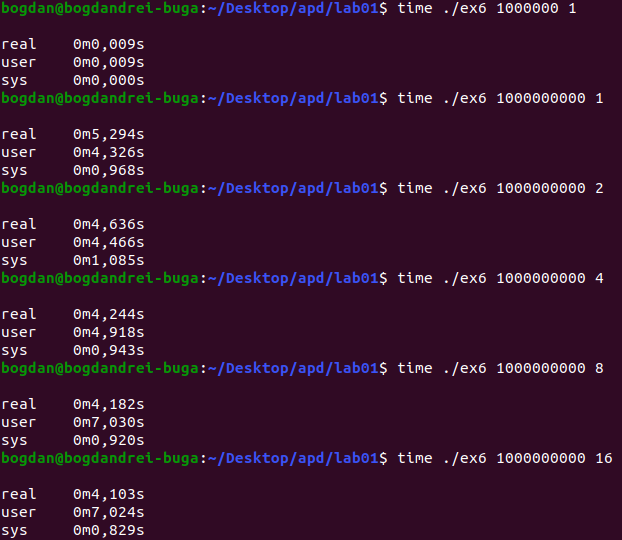 bogdan@bogdandrei-buga:~/Desktop/apd/lab01$ time ./ex6 1000000 1
real 0m0,009s
user 0m0,009s
sys 0m0,000s
bogdan@bogdandrei-buga:~/Desktop/apd/lab01$ time ./ex6 1000000000 1
real 0m5,294s
user 0m4,326s
sys 0m0,968s
bogdan@bogdandrei-buga:~/Desktop/apd/lab01$ time ./ex6 1000000000 2
real 0m4,636s
user 0m4,466s
sys 0m1,085s
bogdan@bogdandrei-buga:~/Desktop/apd/lab01$ time ./ex6 1000000000 4
real 0m4,244s
user 0m4,918s
sys 0m0,943s
bogdan@bogdandrei-buga:~/Desktop/apd/lab01$ time ./ex6 1000000000 8
real 0m4,182s
user 0m7,030s
sys 0m0,920s
bogdan@bogdandrei-buga:~/Desktop/apd/lab01$ time ./ex6 1000000000 16
real 0m4,103s
user 0m7,024s
sys 0m0,829s